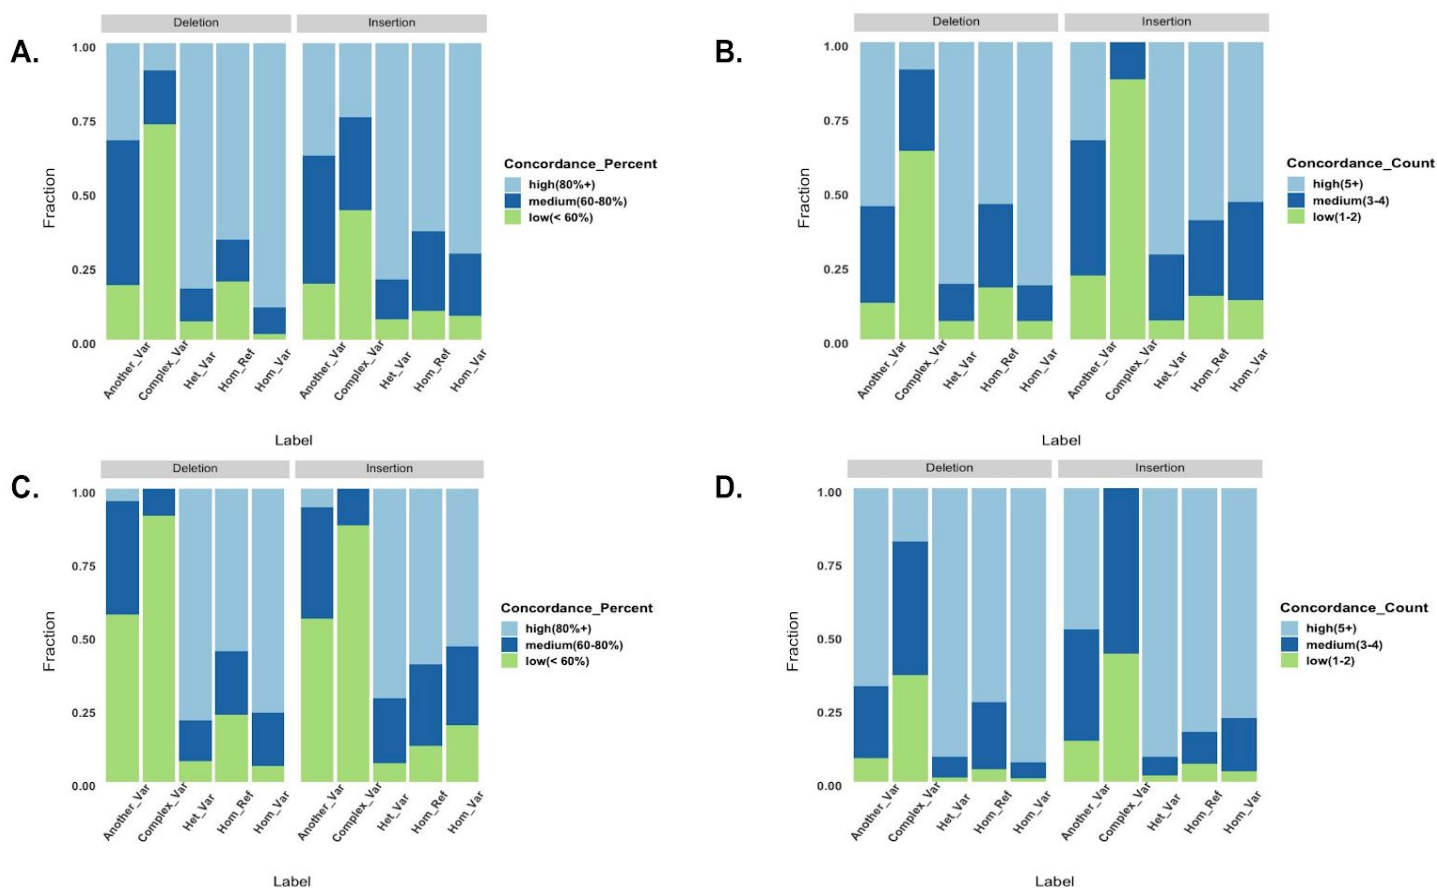 A.
Deletion
Insertion
1.00
0.75
0.50
0.25
0.00
Fraction
Another_Var
Complex_Var
Het_Var
Hom_Ref
Hom_Var
Another_Var
Complex_Var
Het_Var
Hom_Ref
Hom_Var
Label
Concordance_Percent
high(80%+)
medium(60-80%)
low(< 60%)
B.
Deletion
Insertion
1.00
0.75
0.50
0.25
0.00
Fraction
Another_Var
Complex_Var
Het_Var
Hom_Ref
Hom_Var
Another_Var
Complex_Var
Het_Var
Hom_Ref
Hom_Var
Label
Concordance_Count
high(5+)
medium(3-4)
low(1-2)
C.
Deletion
Insertion
1.00
0.75
0.50
0.25
0.00
Fraction
Another_Var
Complex_Var
Het_Var
Hom_Ref
Hom_Var
Another_Var
Complex_Var
Het_Var
Hom_Ref
Hom_Var
Label
Concordance_Percent
high(80%+)
medium(60-80%)
low(< 60%)
D.
Deletion
Insertion
1.00
0.75
0.50
0.25
0.00
Fraction
Another_Var
Complex_Var
Het_Var
Hom_Ref
Hom_Var
Another_Var
Complex_Var
Het_Var
Hom_Ref
Hom_Var
Label
Concordance_Count
high(5+)
medium(3-4)
low(1-2)